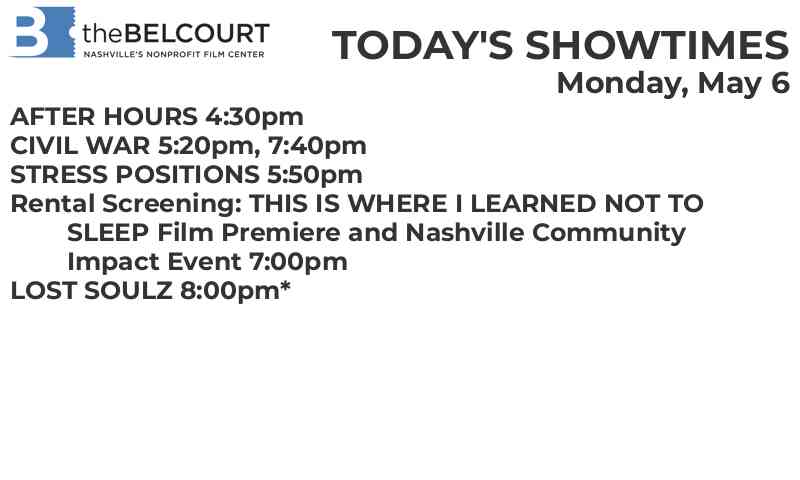 B theBELCOURT
NASHVILLE'S NONPROFIT FILM CENTER
TODAY'S SHOWTIMES
Monday, May 6
AFTER HOURS 4:30pm
CIVIL WAR 5:20pm, 7:40pm
STRESS POSITIONS 5:50pm
Rental Screening: THIS IS WHERE I LEARNED NOT TO
SLEEP Film Premiere and Nashville Community
Impact Event 7:00pm
LOST SOULZ 8:00pm*